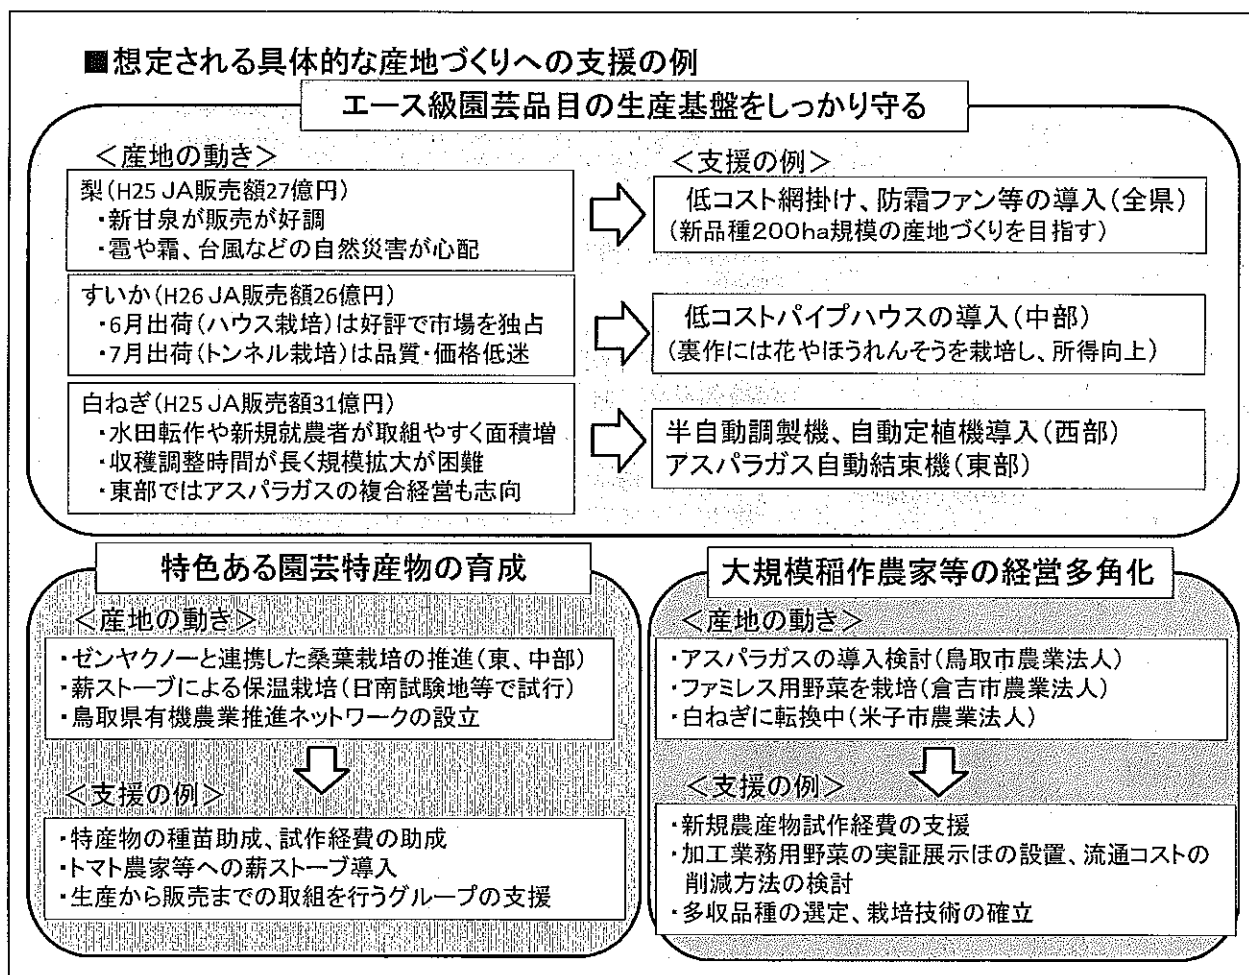 ■想定される具体的な産地づくりへの支援の例
エース級園芸品目の生産基盤をしっかり守る
＜産地の動き＞
梨(H25 JA販売額27億円)
・新甘泉が販売が好調
・雹や霜、台風などの自然災害が心配
すいか(H26 JA販売額26億円)
・6月出荷(ハウス栽培)は好評で市場を独占
・7月出荷(トンネル栽培)は品質・価格低迷
白ねぎ(H25 JA販売額31億円)
・水田転作や新規就農者が取組やすく面積増
・収穫調整時間が長く規模拡大が困難
・東部ではアスパラガスの複合経営も志向
＜支援の例＞
低コスト網掛け、防霜ファン等の導入(全県)
(新品種200ha規模の産地づくりを目指す)
低コストパイプハウスの導入(中部)
(裏作には花やほうれんそうを栽培し、所得向上)
半自動調製機、自動定植機導入(西部)
アスパラガス自動結束機(東部)
特色ある園芸特産物の育成
＜産地の動き＞
・ゼンヤクノーと連携した桑葉栽培の推進(東、中部)
・薪ストーブによる保温栽培(日南試験地等で試行)
・鳥取県有機農業推進ネットワークの設立
＜支援の例＞
・特産物の種苗助成、試作経費の助成
・トマト農家等への薪ストーブ導入
・生産から販売までの取組を行うグループの支援
大規模稲作農家等の経営多角化
＜産地の動き＞
・アスパラガスの導入検討(鳥取市農業法人)
・ファミレス用野菜を栽培(倉吉市農業法人)
・白ねぎに転換中(米子市農業法人)
＜支援の例＞
・新規農産物試作経費の支援
・加工業務用野菜の実証展示ほの設置、流通コストの
削減方法の検討
・多収品種の選定、栽培技術の確立